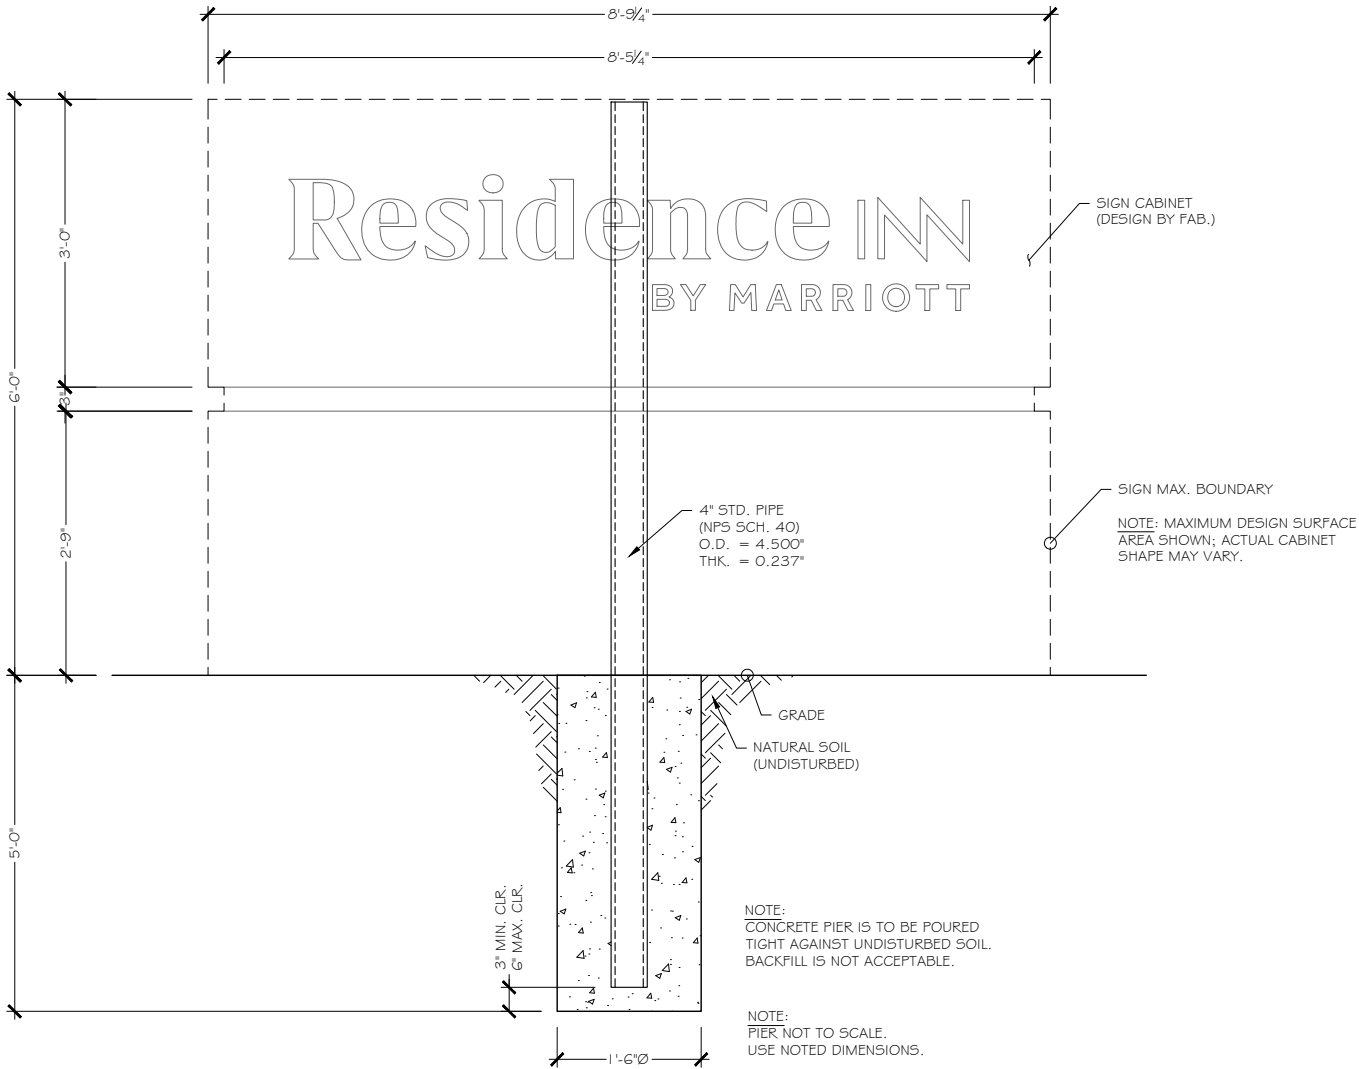 8'-9¼"
8'-5¼"
Residence INN
BY MARRIOTT
SIGN CABINET
(DESIGN BY FAB.)
3'-0"
6'-0"
3"
2'-9"
4" STD. PIPE
(NPS SCH. 40)
O.D. = 4.500"
THK. = 0.237"
SIGN MAX. BOUNDARY
NOTE: MAXIMUM DESIGN SURFACE
AREA SHOWN; ACTUAL CABINET
SHAPE MAY VARY.
GRADE
NATURAL SOIL
(UNDISTURBED)
5'-0"
3" MIN. CLR.
6" MAX. CLR.
NOTE:
CONCRETE PIER IS TO BE POURED
TIGHT AGAINST UNDISTURBED SOIL.
BACKFILL IS NOT ACCEPTABLE.
NOTE:
PIER NOT TO SCALE.
USE NOTED DIMENSIONS.
1'-6"Ø